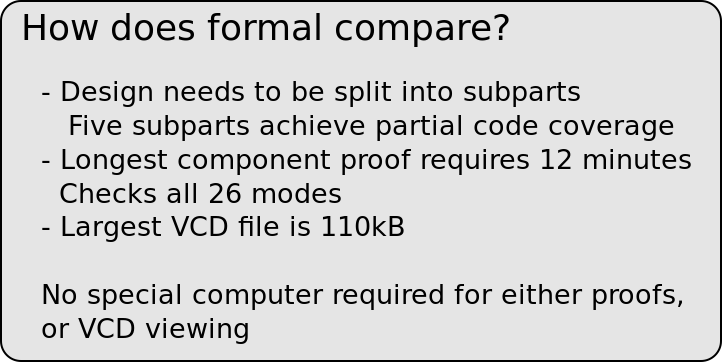 How does formal compare?
- Design needs to be split into subparts
Five subparts achieve partial code coverage
- Longest component proof requires 12 minutes
Checks all 26 modes
- Largest VCD file is 110kB
No special computer required for either proofs,
or VCD viewing